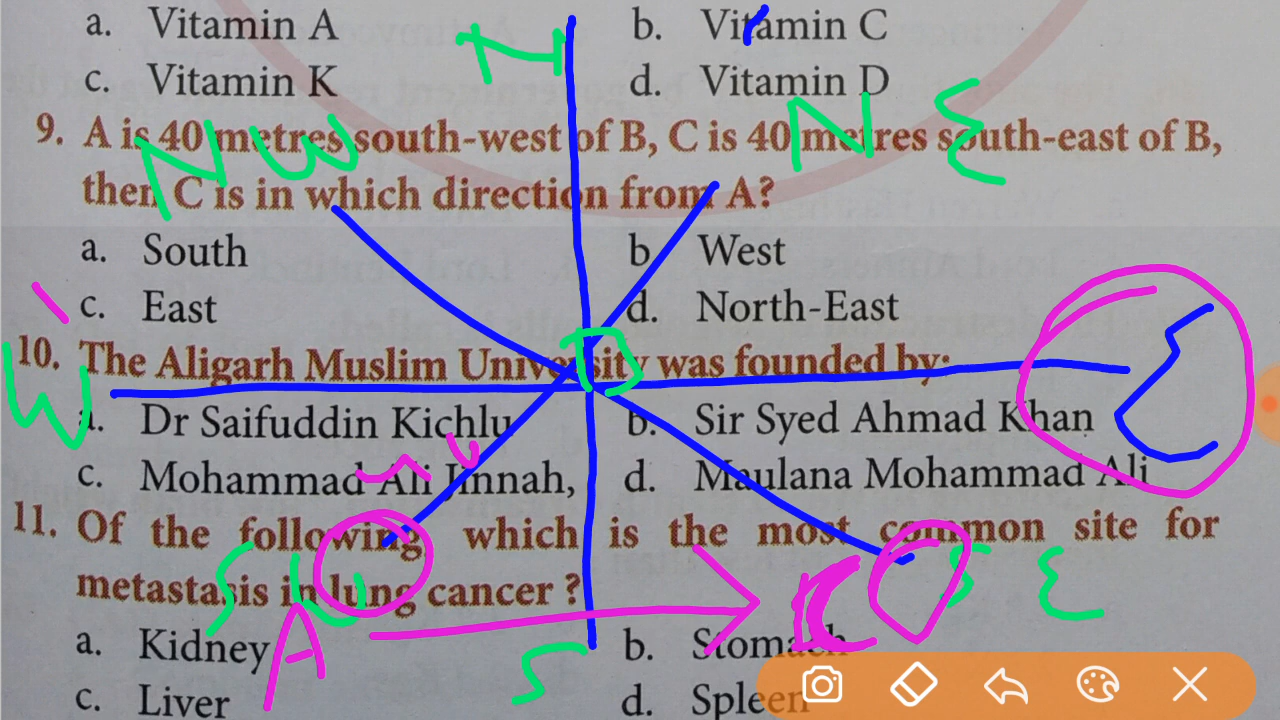 a. Vitamin A b. Vitamin C
c. Vitamin K d. Vitamin D
N
9. A is 40 metres south-west of B, C is 40 metres south-east of B,
NW NE
then C is in which direction from A?
a. South b West
c. East d. North-East
10. The Aligarh Muslim University was founded by:
W B E
a. Dr Saifuddin Kichlu b. Sir Syed Ahmad Khan
c. Mohammad Ali Jinnah, d. Maulana Mohammad Ali
11. Of the following which is the most common site for
metastasis in lung cancer ?
SW SE
a. Kidney b. Stomach
A S C
c. Liver d. Spleen